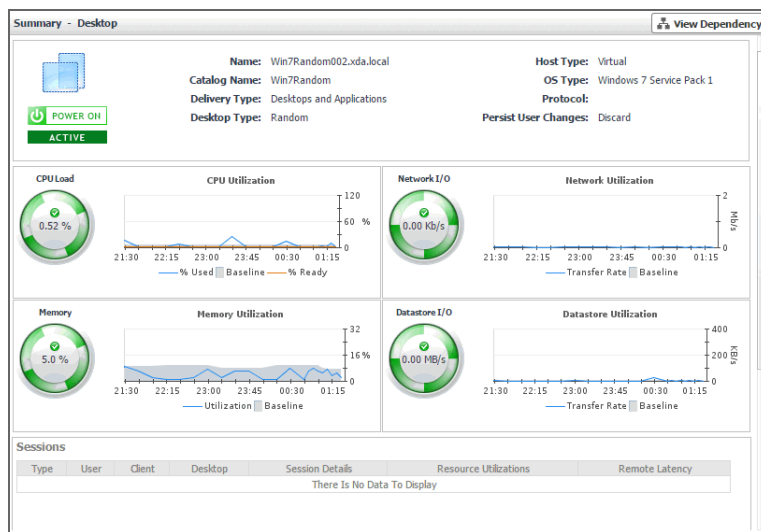 Summary - Desktop
View Dependency
Name: Win7Random002.xda.local
Host Type: Virtual
Catalog Name: Win7Random
OS Type: Windows 7 Service Pack 1
Delivery Type: Desktops and Applications
Protocol:
Desktop Type: Random
Persist User Changes: Discard
POWER ON
ACTIVE
CPU Load
0.52 %
CPU Utilization
120
60 %
0
21:30 22:15 23:00 23:45 00:30 01:15
% Used Baseline % Ready
Network I/O
0.00 Kb/s
Network Utilization
2
Mb/s
0
21:30 22:15 23:00 23:45 00:30 01:15
Transfer Rate Baseline
Memory
5.0 %
Memory Utilization
32
16 %
0
21:30 22:15 23:00 23:45 00:30 01:15
Utilization Baseline
Datastore I/O
0.00 MB/s
Datastore Utilization
400
200 KB/s
0
21:30 22:15 23:00 23:45 00:30 01:15
Transfer Rate Baseline
Sessions
Type User Client Desktop Session Details Resource Utilizations Remote Latency
There Is No Data To Display